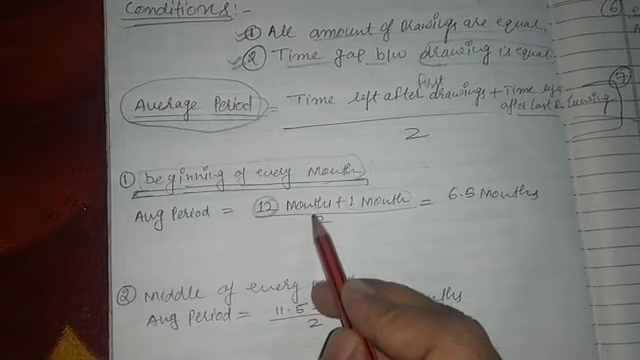 Conditions:-
① All amount of Drawings are equal.
② Time gap b/w drawing is equal.
Average Period = Time left after first drawings + Time left after Last Drawing
2
① beginning of every Month
Avg Period = 12 Months + 1 Month = 6.5 Months
2
② Middle of every
Avg Period = 11.5
2